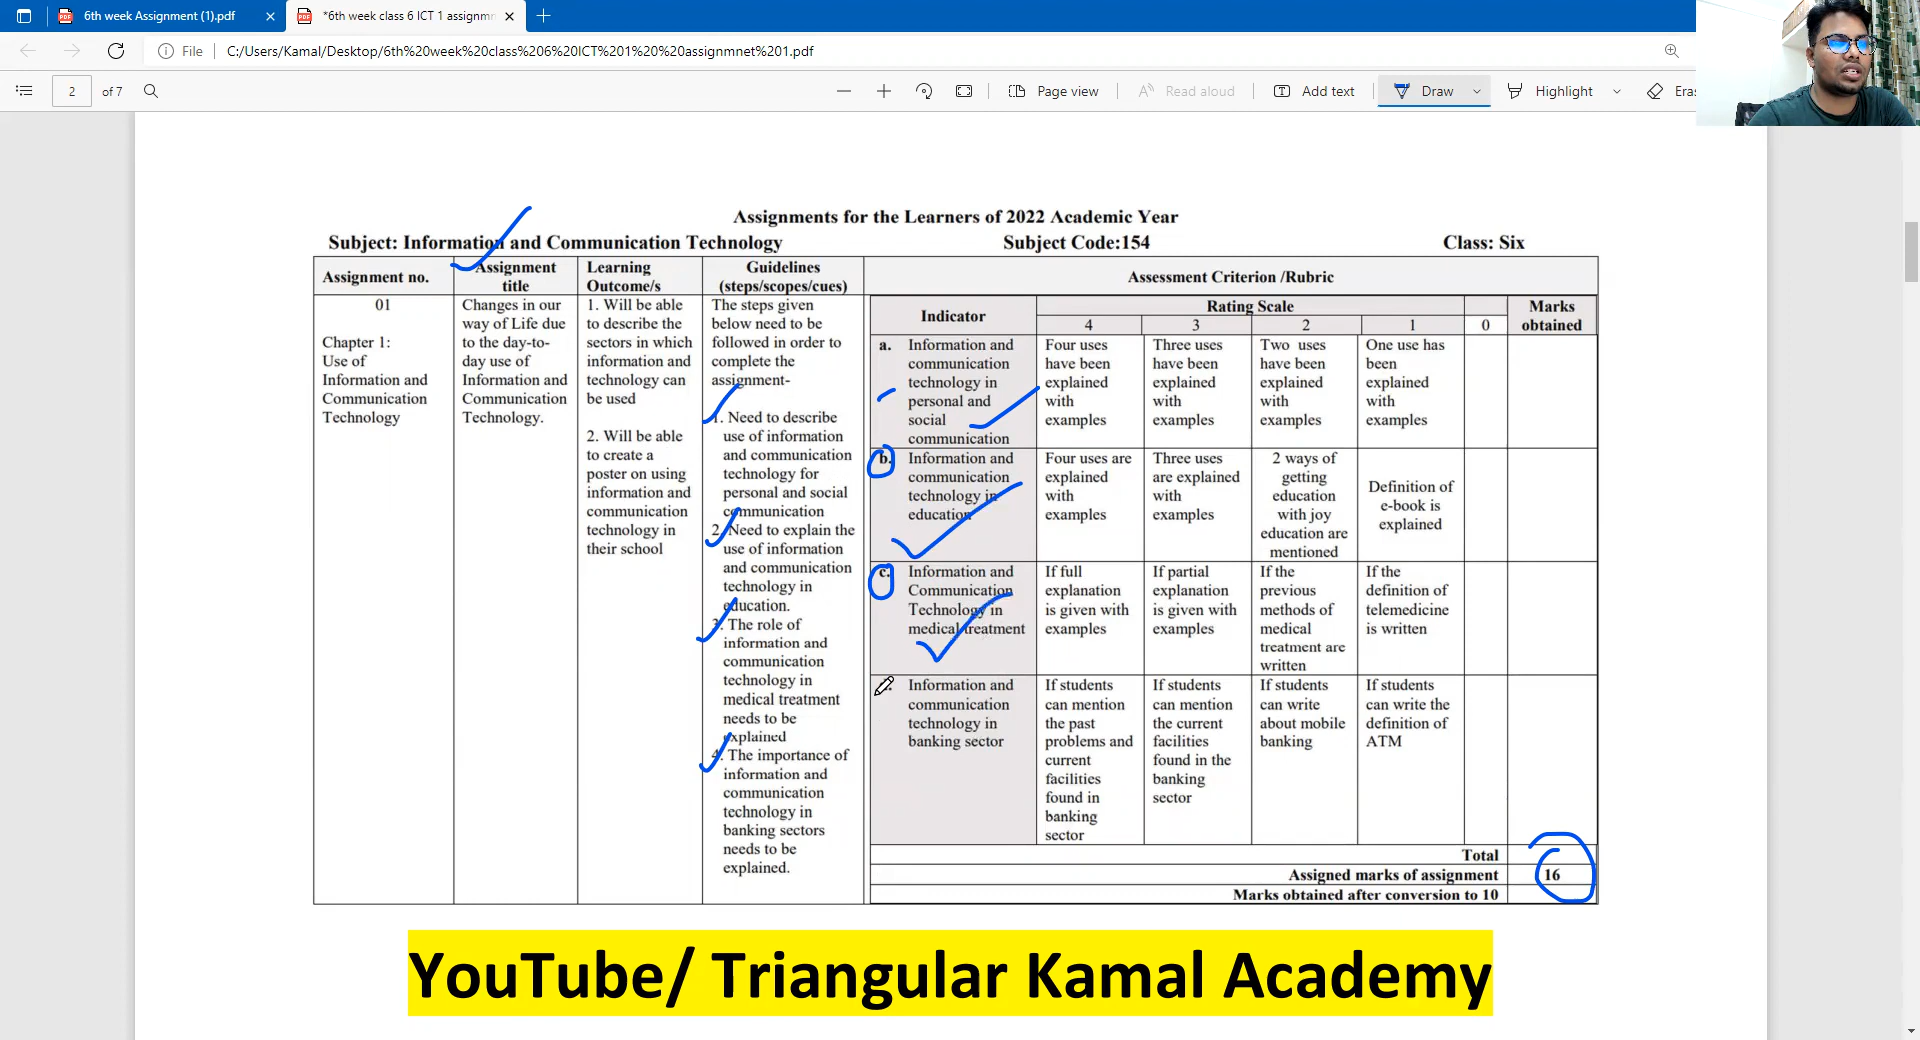 6th week Assignment (1).pdf
*6th week class 6 ICT 1 assignmn
File
C:/Users/Kamal/Desktop/6th%20week%20class%206%20ICT%201%20%20assignmnet%201.pdf
2 of 7
Page view
Read aloud
Add text
Draw
Highlight
Eras
Assignments for the Learners of 2022 Academic Year
Subject: Information and Communication Technology Subject Code:154 Class: Six
Assignment no.
Assignment
title
Learning
Outcome/s
Guidelines
(steps/scopes/cues)
Assessment Criterion /Rubric
01
Chapter 1:
Use of
Information and
Communication
Technology
Changes in our
way of Life due
to the day-to-
day use of
Information and
Communication
Technology.
1. Will be able
to describe the
sectors in which
information and
technology can
be used
2. Will be able
to create a
poster on using
information and
communication
technology in
their school
The steps given
below need to be
followed in order to
complete the
assignment-
1. Need to describe
use of information
and communication
technology for
personal and social
communication
2. Need to explain the
use of information
and communication
technology in
education.
3. The role of
information and
communication
technology in
medical treatment
needs to be
explained
4. The importance of
information and
communication
technology in
banking sectors
needs to be
explained.
Indicator
Rating Scale
4 3 2 1 0
Marks
obtained
a. Information and
communication
technology in
personal and
social
communication
Four uses
have been
explained
with
examples
Three uses
have been
explained
with
examples
Two uses
have been
explained
with
examples
One use has
been
explained
with
examples
b. Information and
communication
technology in
education
Four uses are
explained
with
examples
Three uses
are explained
with
examples
2 ways of
getting
education
with joy
education are
mentioned
Definition of
e-book is
explained
c. Information and
Communication
Technology in
medical treatment
If full
explanation
is given with
examples
If partial
explanation
is given with
examples
If the
previous
methods of
medical
treatment are
written
If the
definition of
telemedicine
is written
Information and
communication
technology in
banking sector
If students
can mention
the past
problems and
current
facilities
found in
banking
sector
If students
can mention
the current
facilities
found in the
banking
sector
If students
can write
about mobile
banking
If students
can write the
definition of
ATM
Total
Assigned marks of assignment 16
Marks obtained after conversion to 10
YouTube/ Triangular Kamal Academy